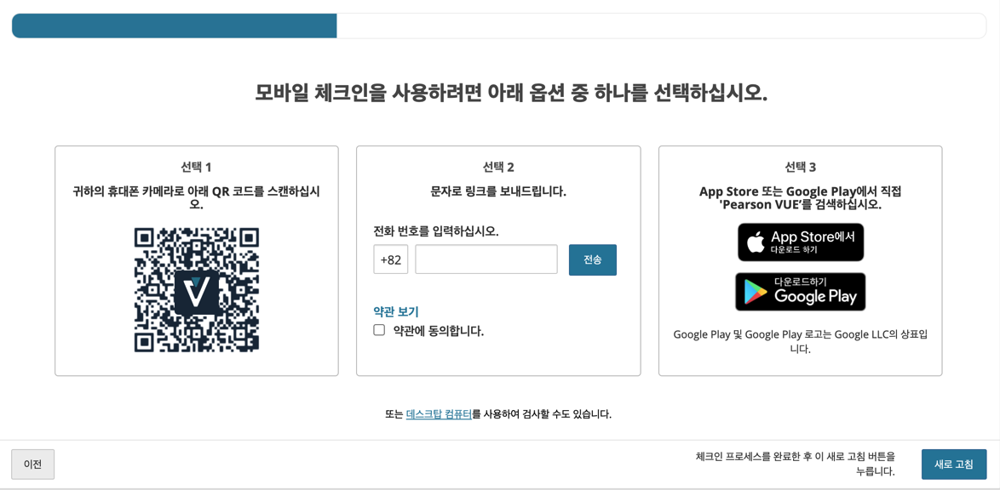 모바일 체크인을 사용하려면 아래 옵션 중 하나를 선택하십시오.
선택 1
귀하의 휴대폰 카메라로 아래 QR 코드를 스캔하십시
오.
선택 2
문자로 링크를 보내드립니다.
전화 번호를 입력하십시오.
+82
전송
약관 보기
약관에 동의합니다.
선택 3
App Store 또는 Google Play에서 직접
'Pearson VUE'를 검색하십시오.
App Store에서
다운로드 하기
다운로드하기
Google Play
Google Play 및 Google Play 로고는 Google LLC의 상표입
니다.
또는 데스크탑 컴퓨터를 사용하여 검사할 수도 있습니다.
이전
체크인 프로세스를 완료한 후 이 새로 고침 버튼을
누릅니다.
새로 고침